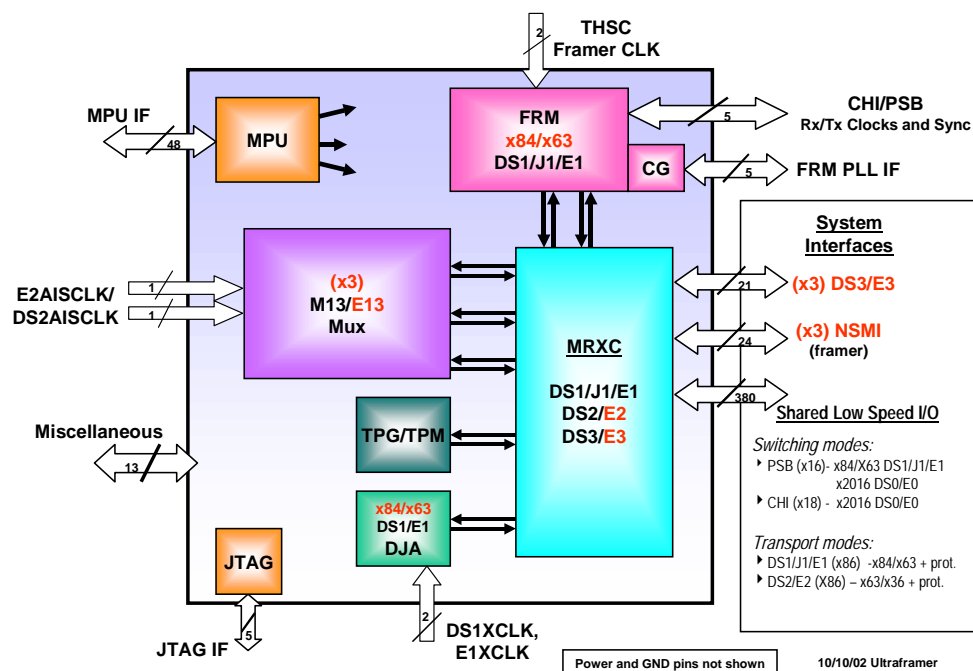 THSC
Framer CLK
2
MPU IF
48
MPU
FRM
x84/x63
DS1/J1/E1
CG
5
CHI/PSB
Rx/Tx Clocks and Sync
5
FRM PLL IF
System
Interfaces
21
(x3) DS3/E3
24
(x3) NSMI
(framer)
380
Shared Low Speed I/O
Switching modes:
PSB (x16)- x84/X63 DS1/J1/E1
x2016 DS0/E0
CHI (x18) - x2016 DS0/E0
Transport modes:
DS1/J1/E1 (x86) -x84/x63 + prot.
DS2/E2 (X86) – x63/x36 + prot.
E2AISCLK/
DS2AISCLK
1
1
(x3)
M13/E13
Mux
MRXC
DS1/J1/E1
DS2/E2
DS3/E3
TPG/TPM
Miscellaneous
13
x84/x63
DS1/E1
DJA
JTAG
5
JTAG IF
2
DS1XCLK,
E1XCLK
Power and GND pins not shown
10/10/02 Ultraframer